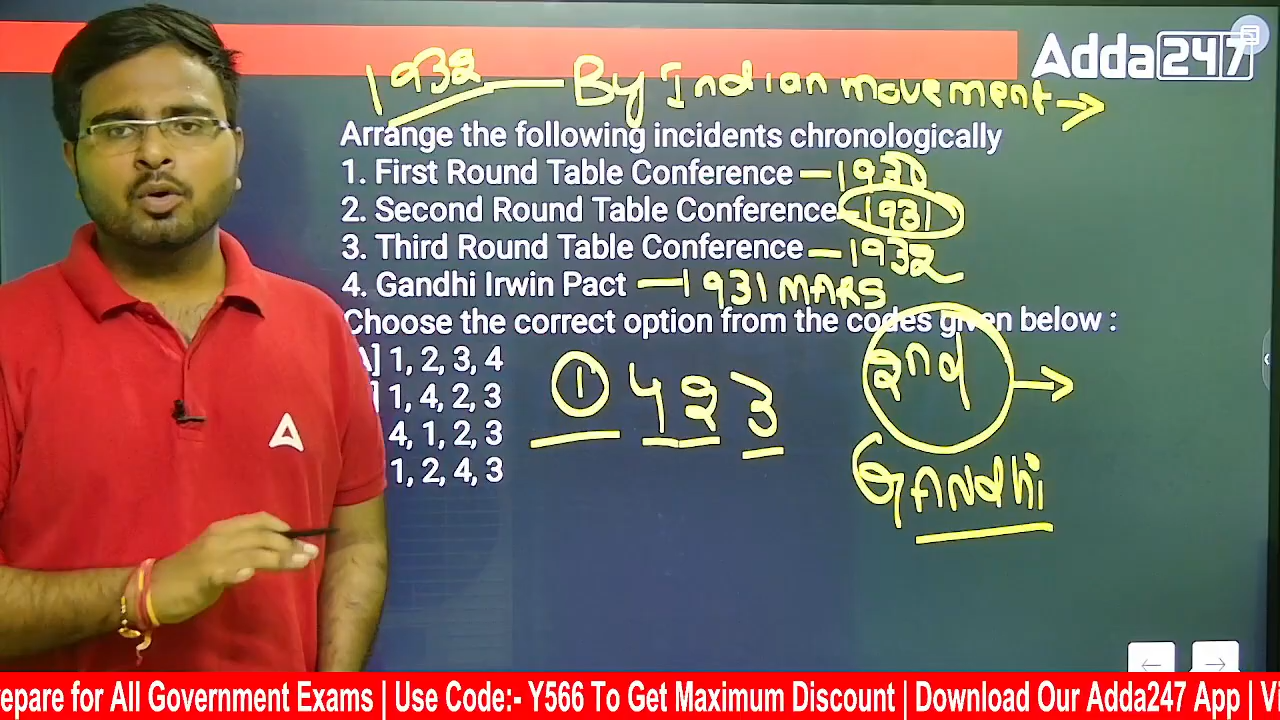 Adda247
1932 — By Indian movement →
Arrange the following incidents chronologically
1. First Round Table Conference — 1930
2. Second Round Table Conference — 1931
3. Third Round Table Conference — 1932
4. Gandhi Irwin Pact — 1931 MARS
Choose the correct option from the codes given below :
A] 1, 2, 3, 4
] 1, 4, 2, 3
4, 1, 2, 3
1, 2, 4, 3
① 4 2 3
2nd →
GANdhi
repare for All Government Exams | Use Code:- Y566 To Get Maximum Discount | Download Our Adda247 App | Vi